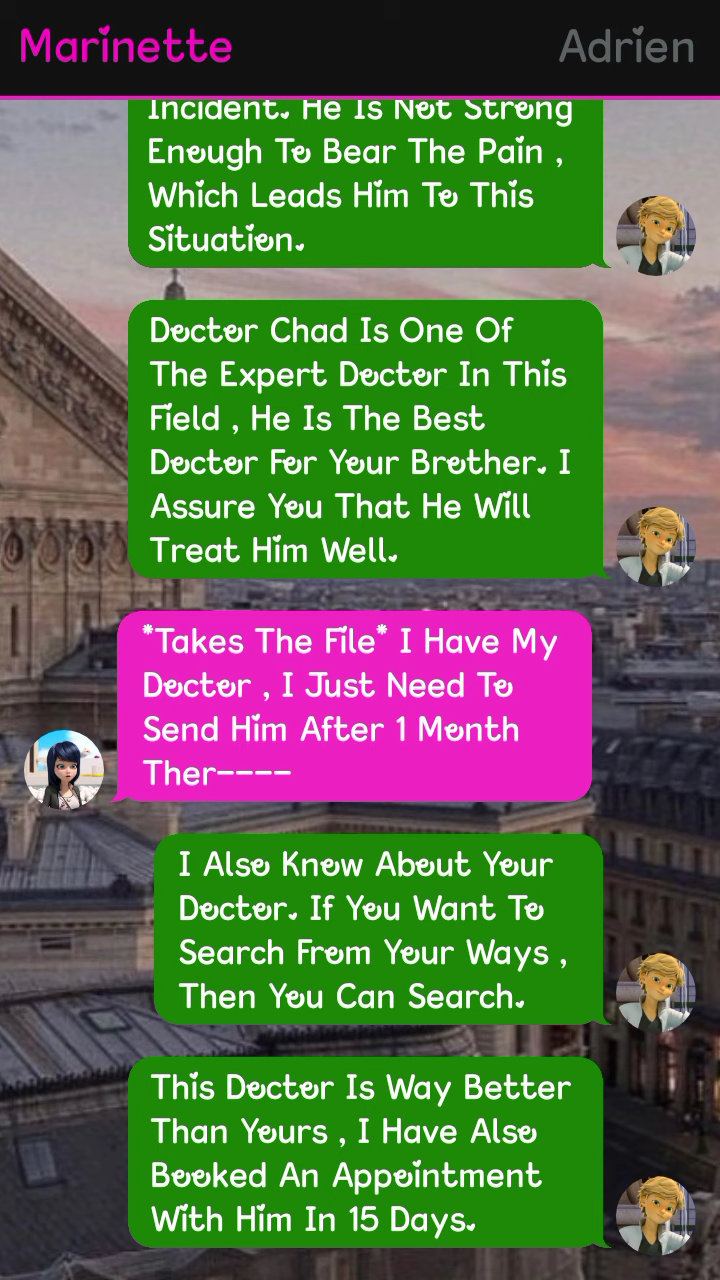 Marinette
Adrien
Incident. He Is Not Strong
Enough To Bear The Pain ,
Which Leads Him To This
Situation.
Doctor Chad Is One Of
The Expert Doctor In This
Field , He Is The Best
Doctor For Your Brother. I
Assure You That He Will
Treat Him Well.
*Takes The File* I Have My
Doctor , I Just Need To
Send Him After 1 Month
Ther----
I Also Know About Your
Doctor. If You Want To
Search From Your Ways ,
Then You Can Search.
This Doctor Is Way Better
Than Yours , I Have Also
Booked An Appointment
With Him In 15 Days.